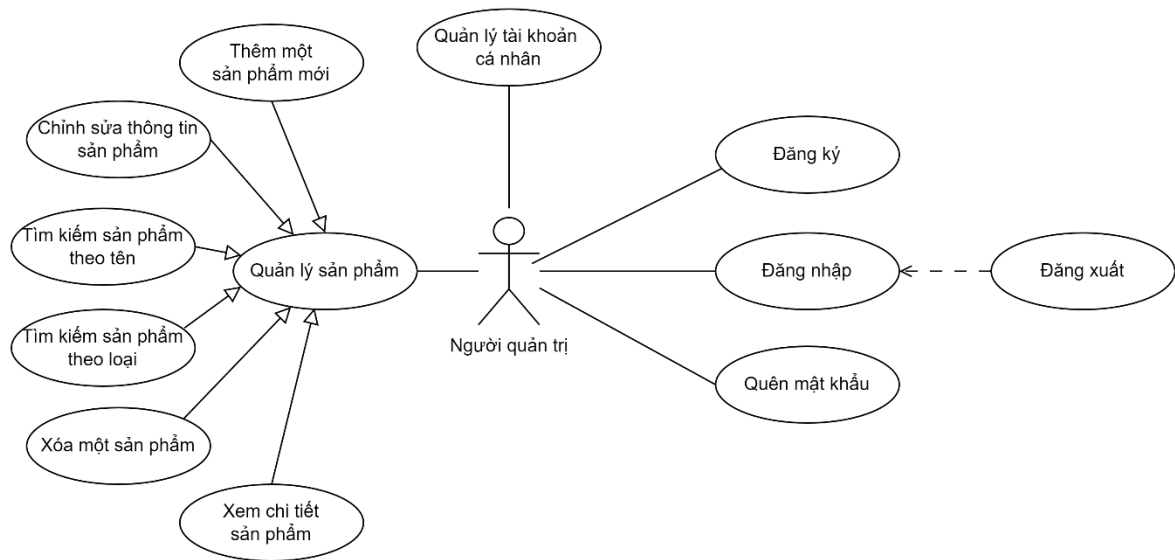 Thêm một
sản phẩm mới
Quản lý tài khoản
cá nhân
Chỉnh sửa thông tin
sản phẩm
Đăng ký
Tìm kiếm sản phẩm
theo tên
Quản lý sản phẩm
Đăng nhập
Đăng xuất
Tìm kiếm sản phẩm
theo loại
Người quản trị
Quên mật khẩu
Xóa một sản phẩm
Xem chi tiết
sản phẩm